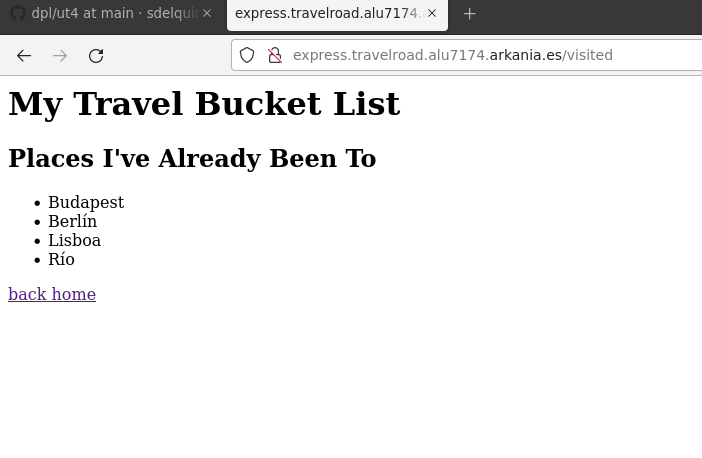 dpl/ut4 at main · sdelquin
express.travelroad.alu7174.
express.travelroad.alu7174.arkania.es/visited
My Travel Bucket List
Places I've Already Been To
• Budapest
• Berlín
• Lisboa
• Río
back home